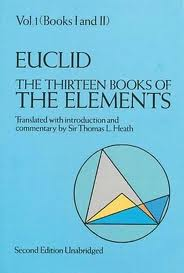 Vol. 1 (Books I and II)
EUCLID
THE THIRTEEN BOOKS OF
THE ELEMENTS
Translated with introduction and
commentary by Sir Thomas L. Heath
Second Edition Unabridged